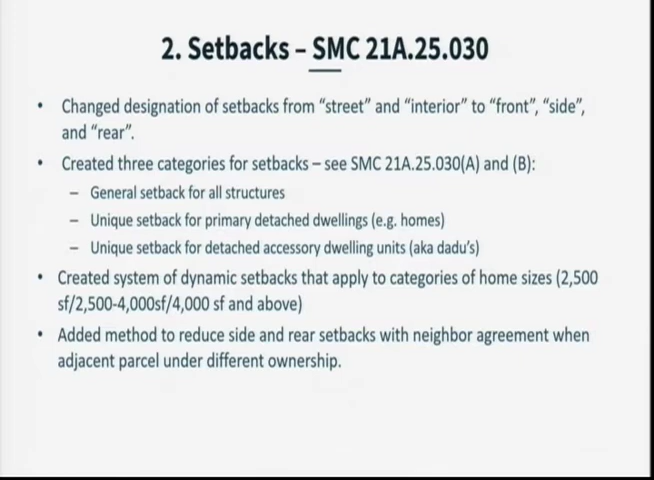 2. Setbacks – SMC 21A.25.030
• Changed designation of setbacks from “street” and “interior” to “front”, “side”,
and “rear”.
• Created three categories for setbacks – see SMC 21A.25.030(A) and (B):
– General setback for all structures
– Unique setback for primary detached dwellings (e.g. homes)
– Unique setback for detached accessory dwelling units (aka dadu’s)
• Created system of dynamic setbacks that apply to categories of home sizes (2,500
sf/2,500-4,000sf/4,000 sf and above)
• Added method to reduce side and rear setbacks with neighbor agreement when
adjacent parcel under different ownership.